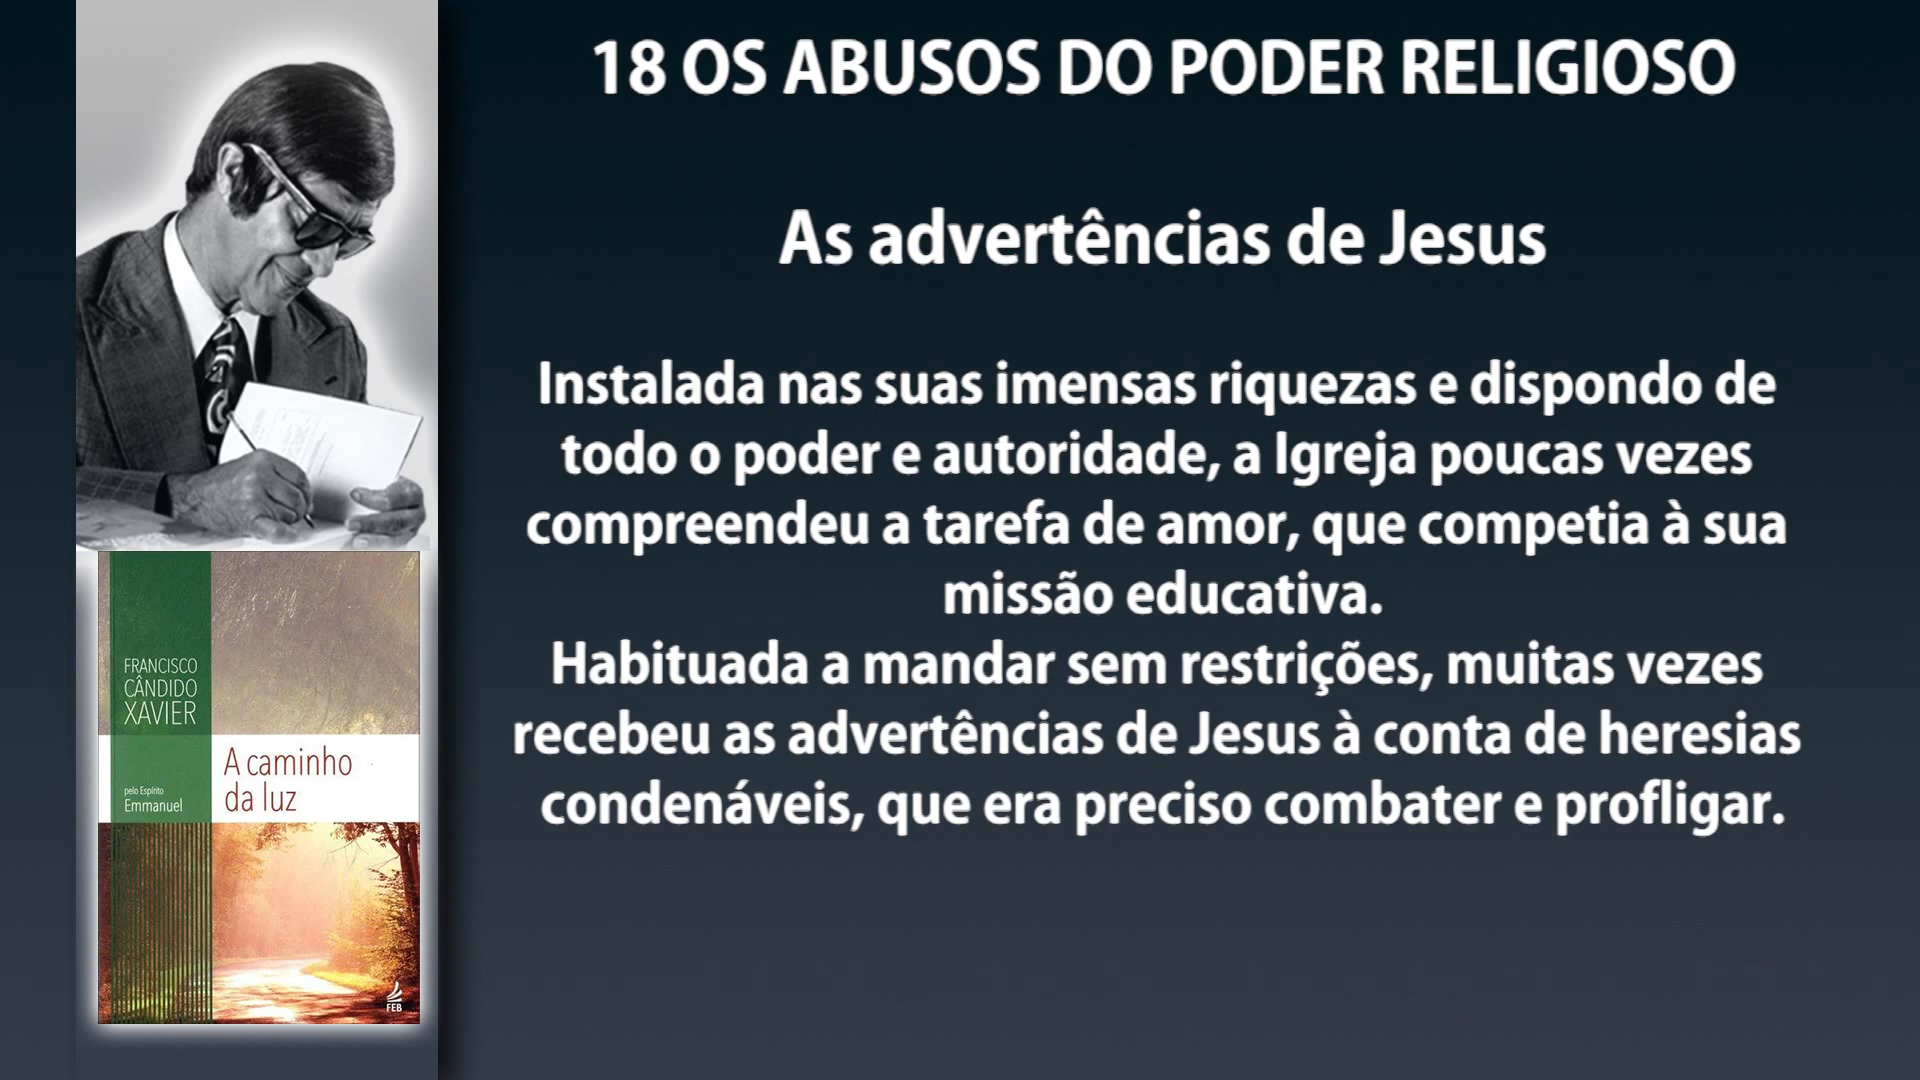 18 OS ABUSOS DO PODER RELIGIOSO
As advertências de Jesus
Instalada nas suas imensas riquezas e dispondo de
todo o poder e autoridade, a Igreja poucas vezes
compreendeu a tarefa de amor, que competia à sua
missão educativa.
Habituada a mandar sem restrições, muitas vezes
recebeu as advertências de Jesus à conta de heresias
condenáveis, que era preciso combater e profligar.
FRANCISCO
CÂNDIDO
XAVIER
A caminho
da luz
pelo Espírito
Emmanuel
FEB